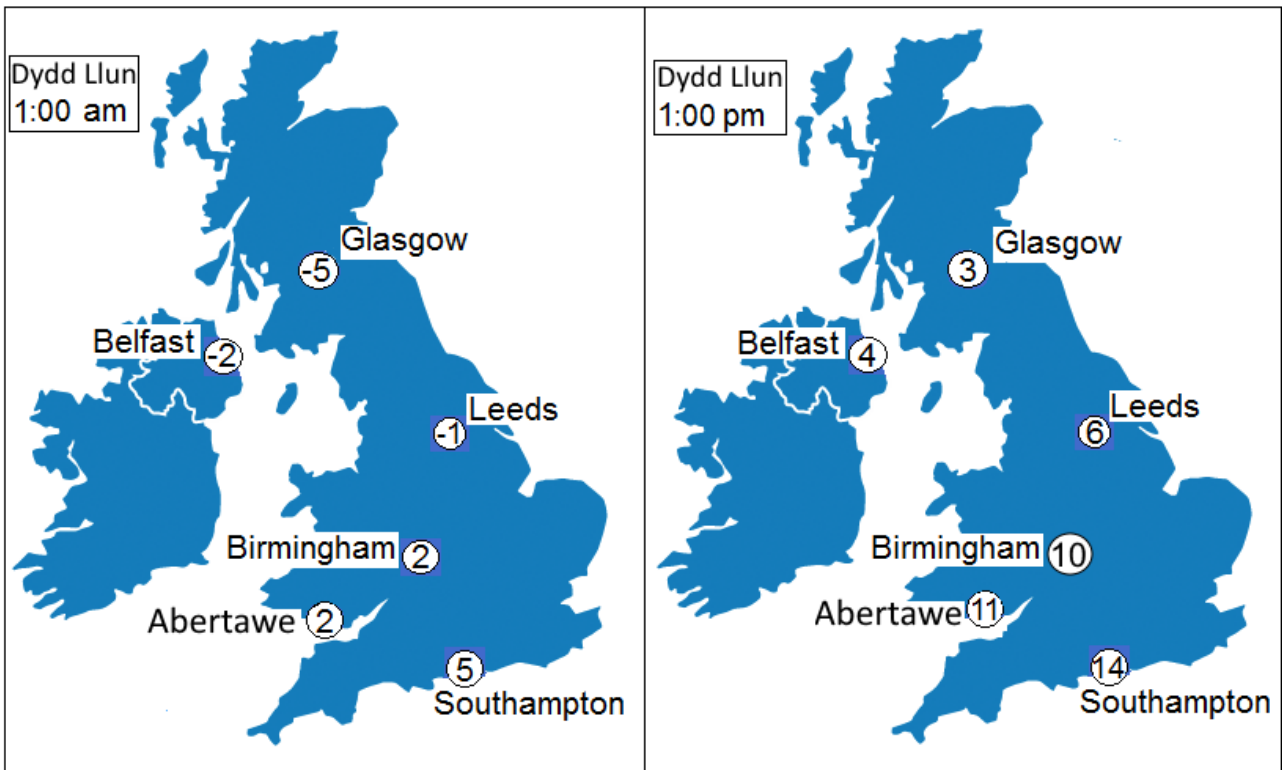 Dydd Llun
1:00 am
Glasgow
-5
Belfast -2
Leeds
-1
Birmingham 2
Abertawe 2
5
Southampton
Dydd Llun
1:00 pm
Glasgow
3
Belfast 4
Leeds
6
Birmingham 10
Abertawe 11
14
Southampton